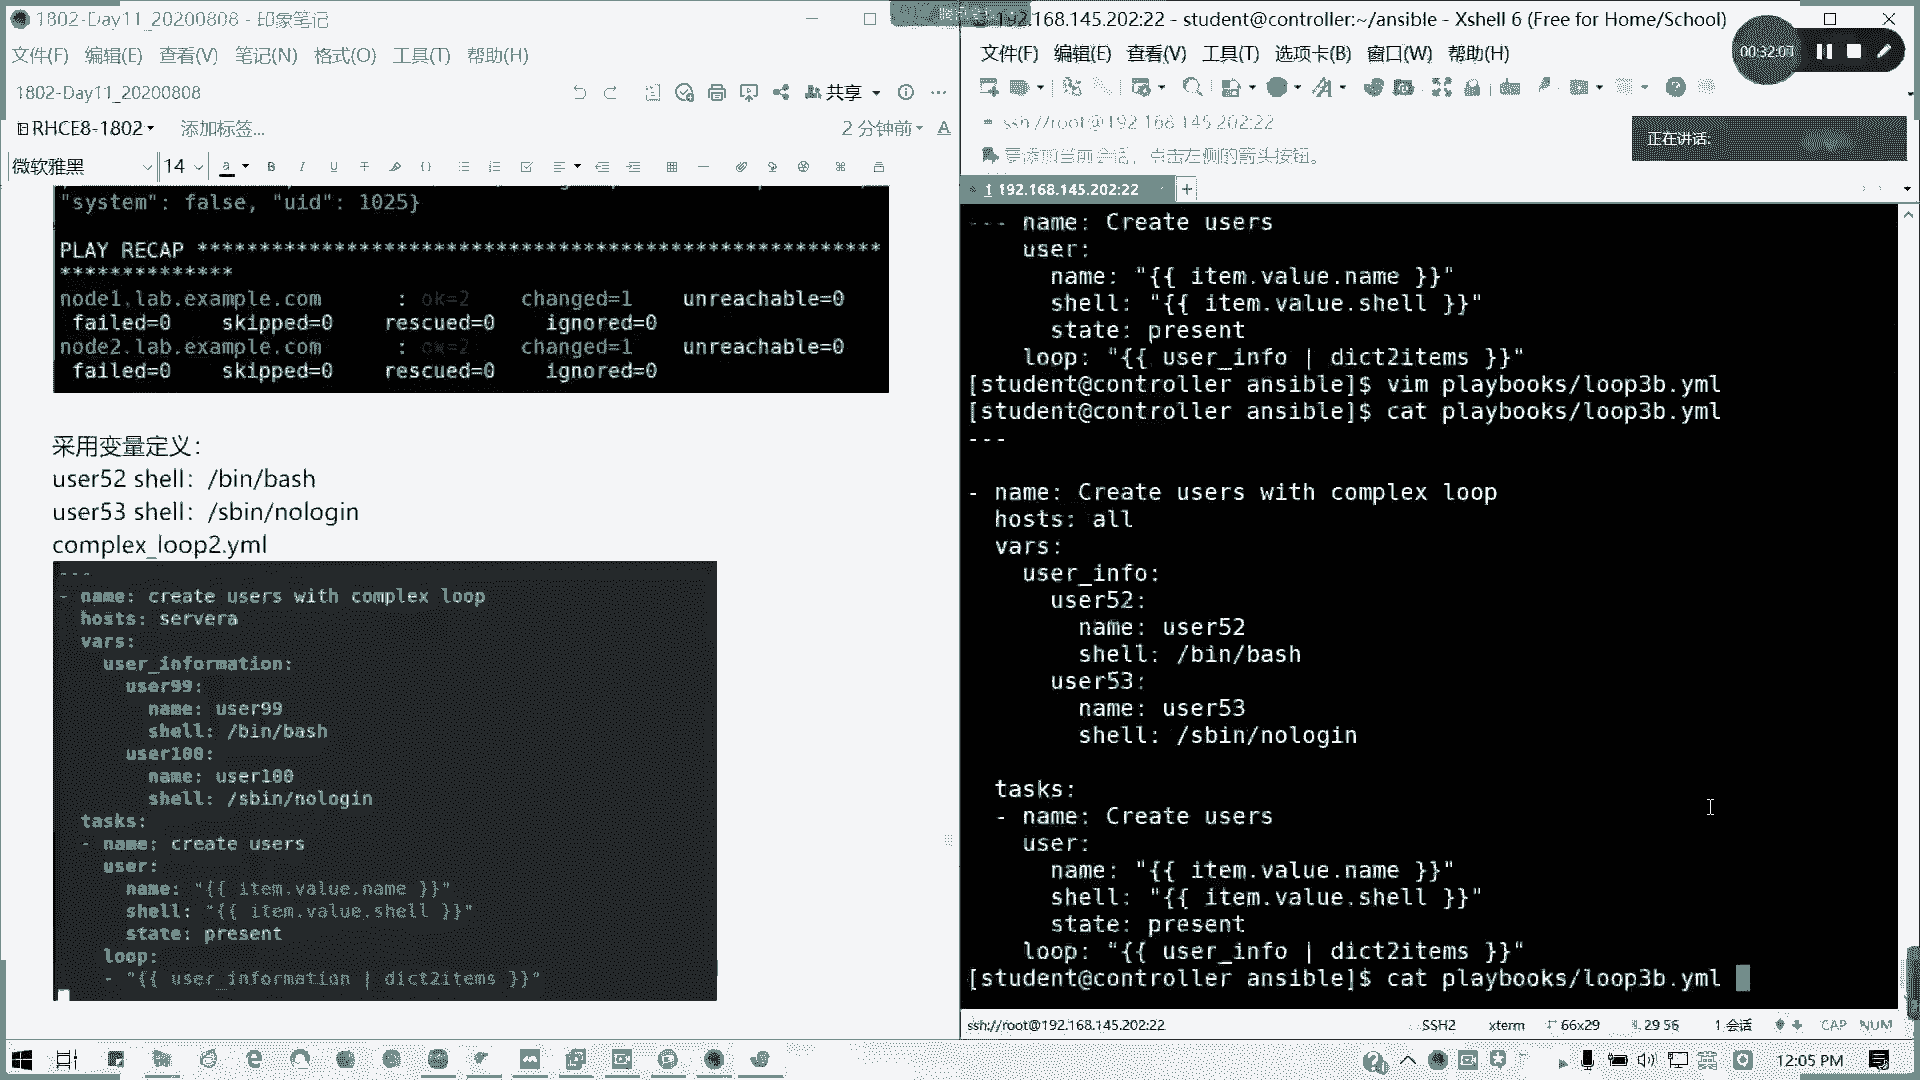 1802-Day11_20200808 - 印象笔记
文件(F) 编辑(E) 查看(V) 笔记(N) 格式(O) 工具(T) 帮助(H)
1802-Day11_20200808
共享
RHCE8-1802
添加标签...
2 分钟前
微软雅黑 14
"system": false, "uid": 1025}
PLAY RECAP *******************************************************
**************
node1.lab.example.com : ok=2 changed=1 unreachable=0
failed=0 skipped=0 rescued=0 ignored=0
node2.lab.example.com : ok=2 changed=1 unreachable=0
failed=0 skipped=0 rescued=0 ignored=0
采用变量定义：
user52 shell：/bin/bash
user53 shell：/sbin/nologin
complex_loop2.yml
---
- name: create users with complex loop
hosts: servera
vars:
user_information:
user99:
name: user99
shell: /bin/bash
user100:
name: user100
shell: /sbin/nologin
tasks:
- name: create users
user:
name: "{{ item.value.name }}"
shell: "{{ item.value.shell }}"
state: present
loop:
- "{{ user_information | dict2items }}"
192.168.145.202:22 - student@controller:~/ansible - Xshell 6 (Free for Home/School)
文件(F) 编辑(E) 查看(V) 工具(T) 选项卡(B) 窗口(W) 帮助(H)
00:32:07
ssh://root@192.168.145.202:22
要添加当前会话，点击左侧的箭头按钮。
正在讲话:
1 192.168.145.202:22
--- name: Create users
user:
name: "{{ item.value.name }}"
shell: "{{ item.value.shell }}"
state: present
loop: "{{ user_info | dict2items }}"
[student@controller ansible]$ vim playbooks/loop3b.yml
[student@controller ansible]$ cat playbooks/loop3b.yml
---
- name: Create users with complex loop
hosts: all
vars:
user_info:
user52:
name: user52
shell: /bin/bash
user53:
name: user53
shell: /sbin/nologin
tasks:
- name: Create users
user:
name: "{{ item.value.name }}"
shell: "{{ item.value.shell }}"
state: present
loop: "{{ user_info | dict2items }}"
[student@controller ansible]$ cat playbooks/loop3b.yml
ssh://root@192.168.145.202:22 SSH2 xterm 66x29 29 56 1 会话 CAP NUM
12:05 PM